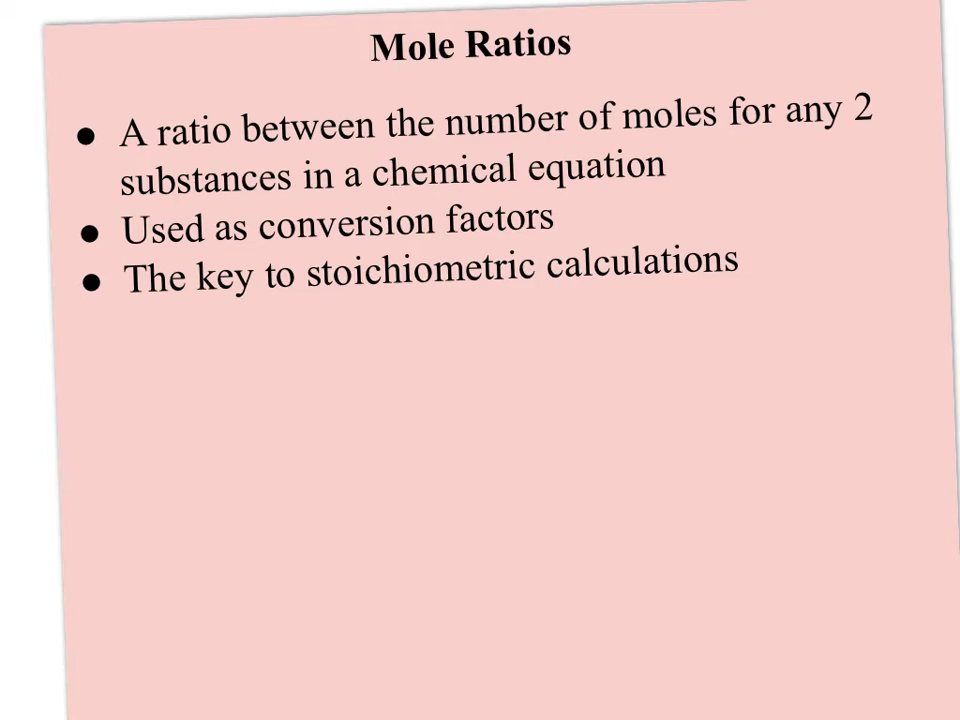 Mole Ratios
● A ratio between the number of moles for any 2
substances in a chemical equation
● Used as conversion factors
● The key to stoichiometric calculations